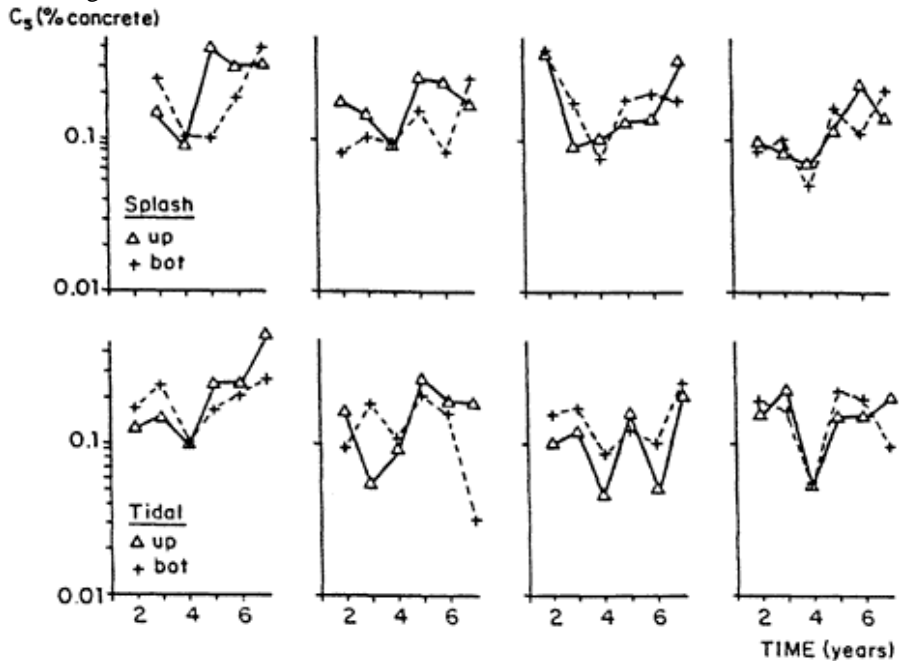 C₅ (% concrete)
0.1
Splash
△ up
+ bot
0.01
0.1
Tidal
△ up
+ bot
0.01
2 4 6 2 4 6 2 4 6 2 4 6
TIME (years)